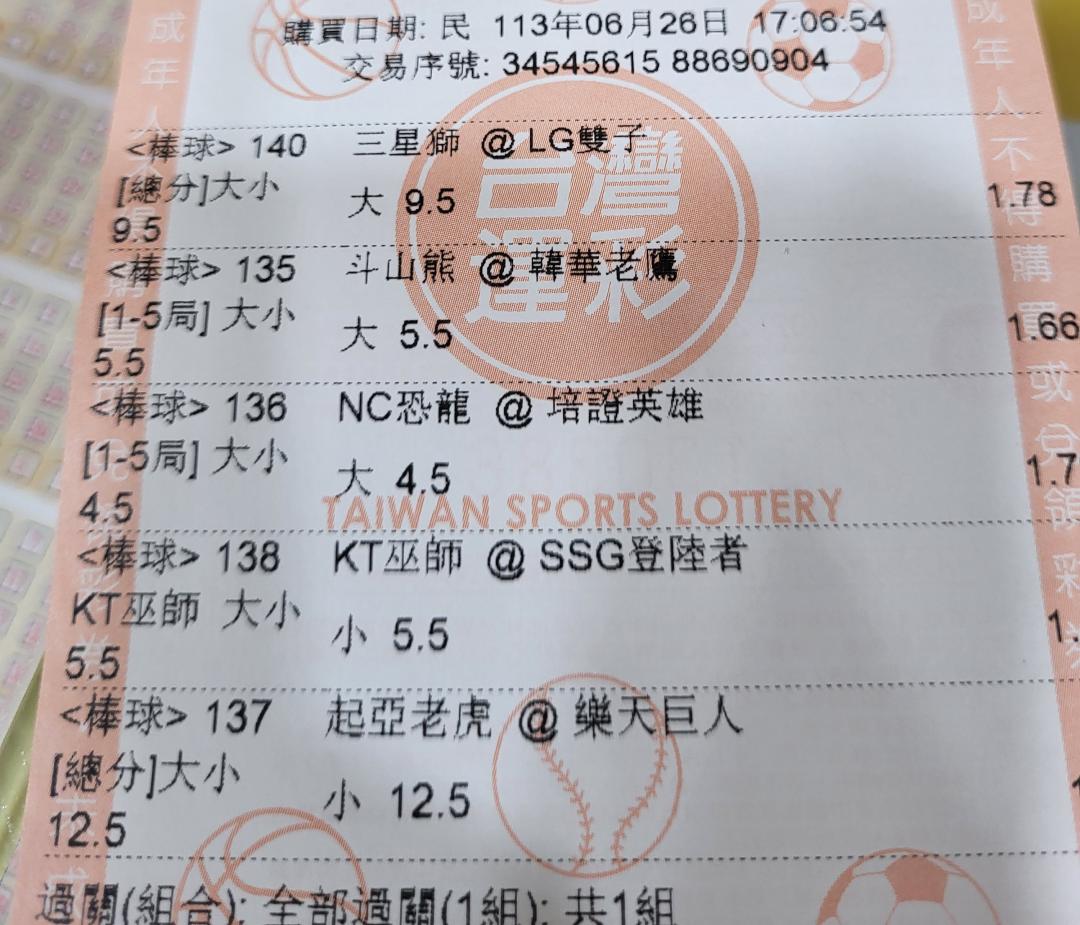 購買日期: 民 113年06月26日 17:06:54
交易序號: 34545615 88690904
台灣
運彩
<棒球> 140 三星獅 @ LG雙子
[總分]大小 大 9.5 1.78
9.5
<棒球> 135 斗山熊 @ 韓華老鷹
[1-5局] 大小 大 5.5 1.66
5.5
<棒球> 136 NC恐龍 @ 培證英雄
[1-5局] 大小 大 4.5 1.7
4.5
TAIWAN SPORTS LOTTERY
<棒球> 138 KT巫師 @ SSG登陸者
KT巫師 大小 小 5.5 1.
5.5
<棒球> 137 起亞老虎 @ 樂天巨人
[總分]大小 小 12.5
12.5
過關(組合): 全部過關(1組); 共1組
成年人不得購買或兌領彩券